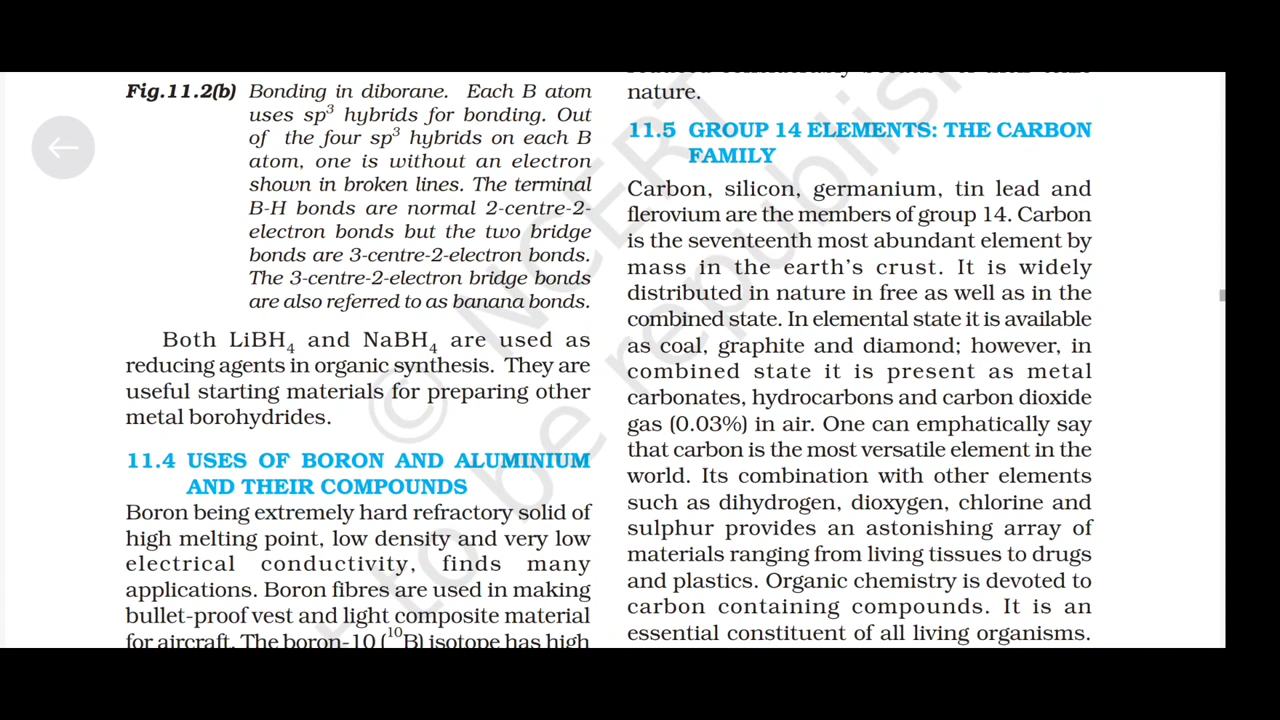 Fig.11.2(b) Bonding in diborane. Each B atom
uses sp³ hybrids for bonding. Out
of the four sp³ hybrids on each B
atom, one is without an electron
shown in broken lines. The terminal
B-H bonds are normal 2-centre-2-
electron bonds but the two bridge
bonds are 3-centre-2-electron bonds.
The 3-centre-2-electron bridge bonds
are also referred to as banana bonds.
Both LiBH₄ and NaBH₄ are used as
reducing agents in organic synthesis. They are
useful starting materials for preparing other
metal borohydrides.
11.4 USES OF BORON AND ALUMINIUM
AND THEIR COMPOUNDS
Boron being extremely hard refractory solid of
high melting point, low density and very low
electrical conductivity, finds many
applications. Boron fibres are used in making
bullet-proof vest and light composite material
for aircraft. The boron-10 (¹⁰B) isotope has high
nature.
11.5 GROUP 14 ELEMENTS: THE CARBON
FAMILY
Carbon, silicon, germanium, tin lead and
flerovium are the members of group 14. Carbon
is the seventeenth most abundant element by
mass in the earth's crust. It is widely
distributed in nature in free as well as in the
combined state. In elemental state it is available
as coal, graphite and diamond; however, in
combined state it is present as metal
carbonates, hydrocarbons and carbon dioxide
gas (0.03%) in air. One can emphatically say
that carbon is the most versatile element in the
world. Its combination with other elements
such as dihydrogen, dioxygen, chlorine and
sulphur provides an astonishing array of
materials ranging from living tissues to drugs
and plastics. Organic chemistry is devoted to
carbon containing compounds. It is an
essential constituent of all living organisms.
© NCERT
to be republish